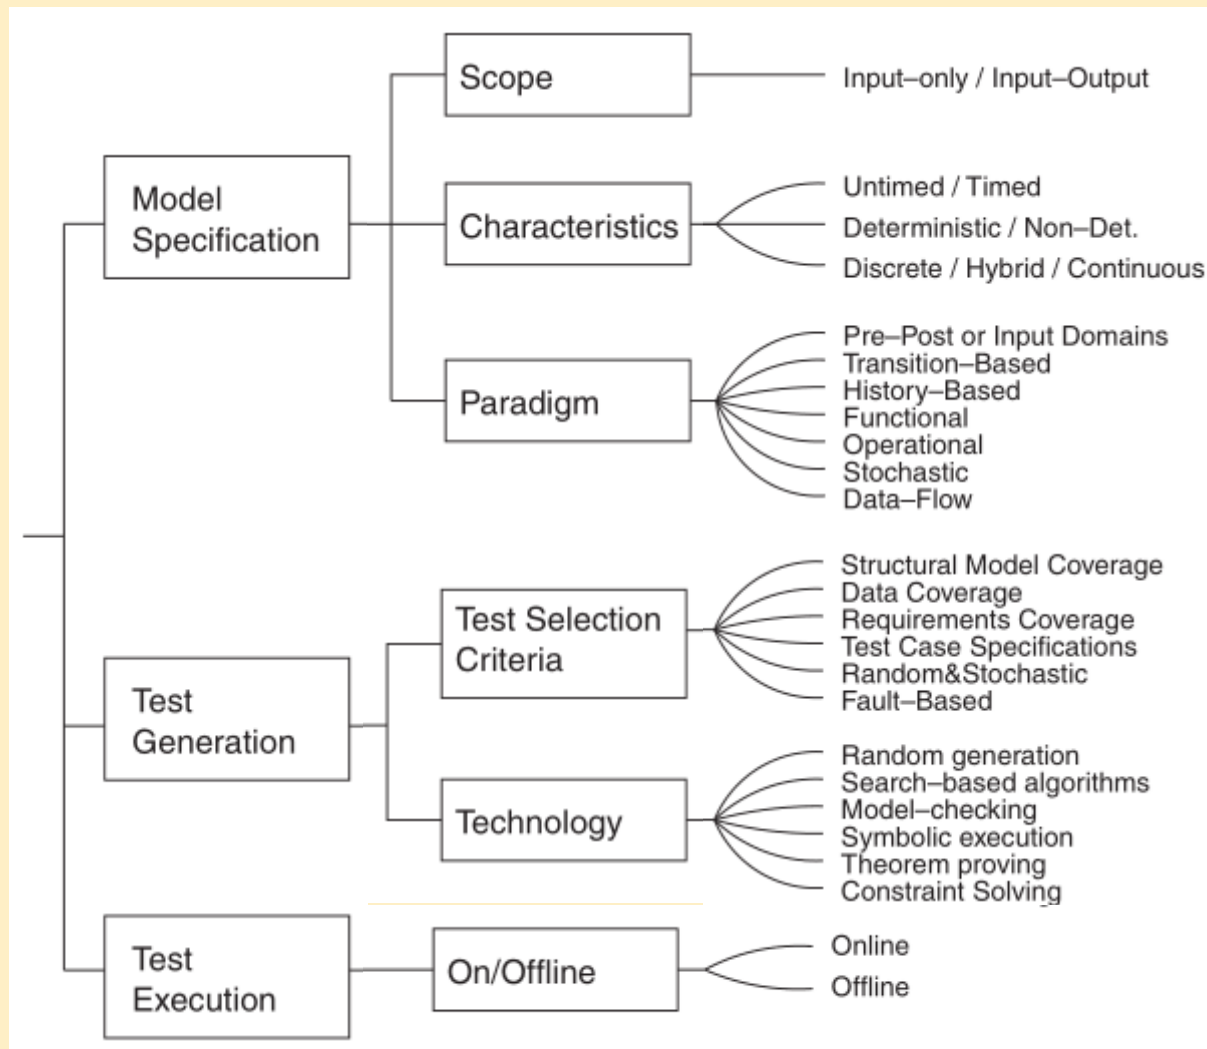 Scope
Input–only / Input–Output
Model
Specification
Characteristics
Untimed / Timed
Deterministic / Non–Det.
Discrete / Hybrid / Continuous
Paradigm
Pre–Post or Input Domains
Transition–Based
History–Based
Functional
Operational
Stochastic
Data–Flow
Test
Generation
Test Selection
Criteria
Structural Model Coverage
Data Coverage
Requirements Coverage
Test Case Specifications
Random&Stochastic
Fault–Based
Technology
Random generation
Search–based algorithms
Model–checking
Symbolic execution
Theorem proving
Constraint Solving
Test
Execution
On/Offline
Online
Offline